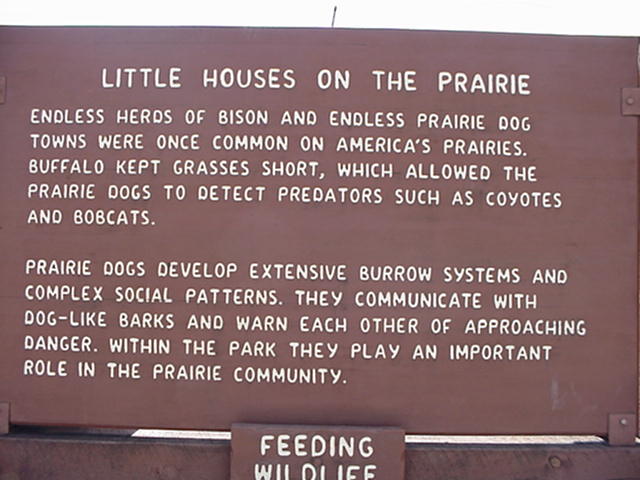 LITTLE HOUSES ON THE PRAIRIE
ENDLESS HERDS OF BISON AND ENDLESS PRAIRIE DOG
TOWNS WERE ONCE COMMON ON AMERICA'S PRAIRIES.
BUFFALO KEPT GRASSES SHORT, WHICH ALLOWED THE
PRAIRIE DOGS TO DETECT PREDATORS SUCH AS COYOTES
AND BOBCATS.
PRAIRIE DOGS DEVELOP EXTENSIVE BURROW SYSTEMS AND
COMPLEX SOCIAL PATTERNS. THEY COMMUNICATE WITH
DOG-LIKE BARKS AND WARN EACH OTHER OF APPROACHING
DANGER. WITHIN THE PARK THEY PLAY AN IMPORTANT
ROLE IN THE PRAIRIE COMMUNITY.
FEEDING
WILDLIFE